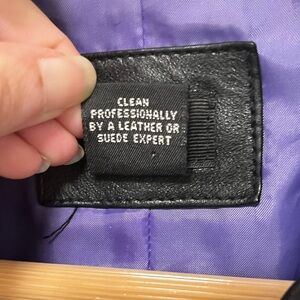 CLEAN
PROFESSIONALLY
BY A LEATHER OR
SUEDE EXPERT